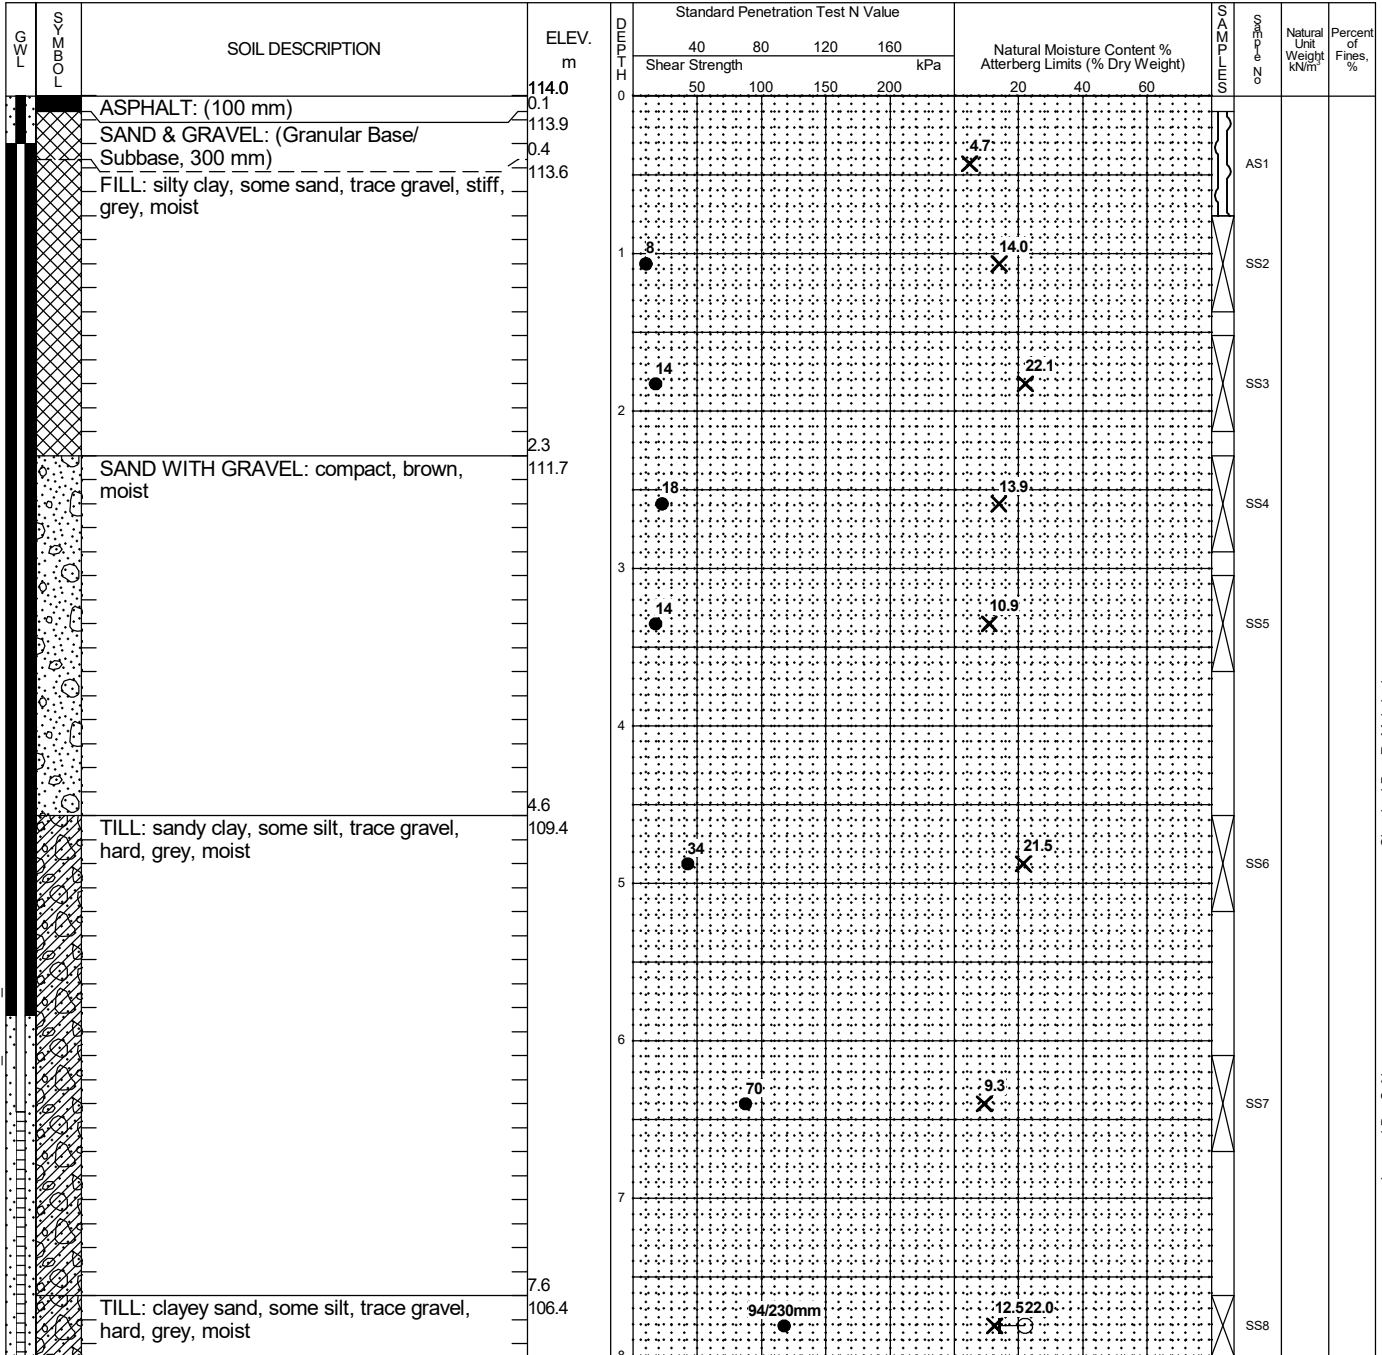 GWL
SYMBOL
SOIL DESCRIPTION
ELEV.
m
DEPTH
Standard Penetration Test N Value
40 80 120 160
Shear Strength kPa
50 100 150 200
Natural Moisture Content %
Atterberg Limits (% Dry Weight)
20 40 60
SAMPLES
Sample No
Natural
Unit
Weight
kN/m³
Percent
of
Fines,
%
114.0
0
ASPHALT: (100 mm)
0.1
113.9
SAND & GRAVEL: (Granular Base/
Subbase, 300 mm)
0.4
113.6
4.7
AS1
FILL: silty clay, some sand, trace gravel, stiff,
grey, moist
1
8
14.0
SS2
14
22.1
SS3
2
2.3
SAND WITH GRAVEL: compact, brown,
moist
111.7
18
13.9
SS4
3
14
10.9
SS5
4
4.6
TILL: sandy clay, some silt, trace gravel,
hard, grey, moist
109.4
34
21.5
SS6
5
6
70
9.3
SS7
7
7.6
TILL: clayey sand, some silt, trace gravel,
hard, grey, moist
106.4
94/230mm
12.5 22.0
SS8